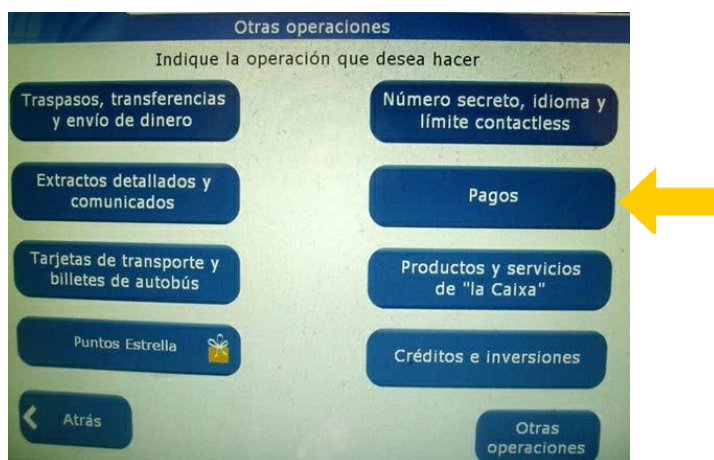 Otras operaciones
Indique la operación que desea hacer
Traspasos, transferencias
y envío de dinero
Número secreto, idioma y
límite contactless
Extractos detallados y
comunicados
Pagos
Tarjetas de transporte y
billetes de autobús
Productos y servicios
de "la Caixa"
Puntos Estrella
Créditos e inversiones
Atrás
Otras
operaciones